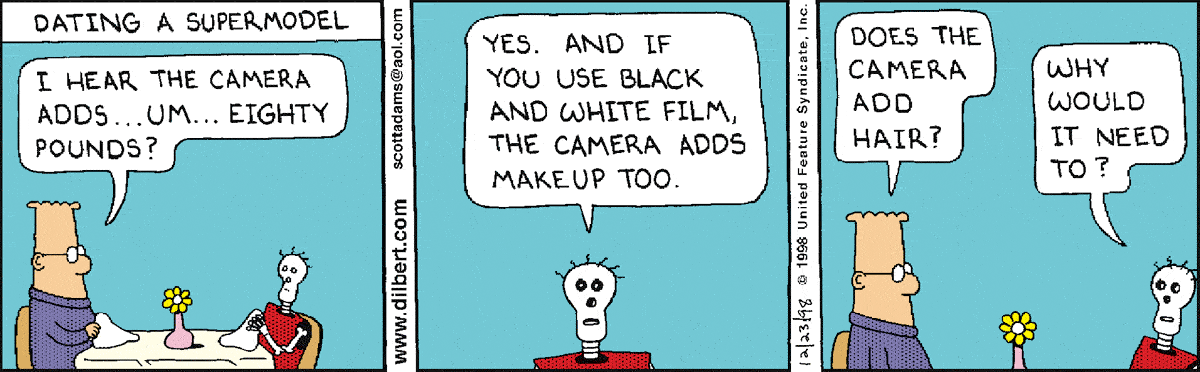 DATING A SUPERMODEL
I HEAR THE CAMERA
ADDS...UM... EIGHTY
POUNDS?
www.dilbert.com scottadams@aol.com
YES. AND IF
YOU USE BLACK
AND WHITE FILM,
THE CAMERA ADDS
MAKEUP TOO.
12/23/98 © 1998 United Feature Syndicate, Inc.
DOES THE
CAMERA
ADD
HAIR?
WHY
WOULD
IT NEED
TO?